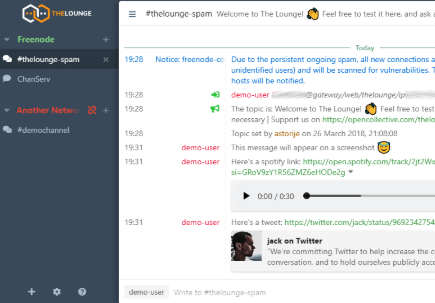 THELOUNGE
Freenode
#thelounge-spam
ChanServ
Another Netw
#demochannel
#thelounge-spam Welcome to The Lounge! 👋 Feel free to test it here, and ask a
Today
19:28 Notice: freenode-cc Due to the persistent ongoing spam, all new connections a
unidentified users) and will be scanned for vulnerabilities. T
hosts will be notified.
19:28 demo-user @gateway/web/thelounge/ip
19:28 The topic is: Welcome to The Lounge! 👋 Feel free to test
necessary | Support us on https://opencollective.com/thelo
19:28 Topic set by astorije on 26 March 2018, 21:08:08
19:31 demo-user This message will appear on a screenshot 😇
19:31 demo-user Here's a spotify link: https://open.spotify.com/track/2jt2Wx
si=GRoV9zY1R56ZMZ6eHODe2g
0:00 / 0:30
19:31 demo-user Here's a tweet: https://twitter.com/jack/status/9692342754
jack on Twitter
"We're committing Twitter to help increase the c
conversation, and to hold ourselves publicly acco
demo-user Write to #thelounge-spam